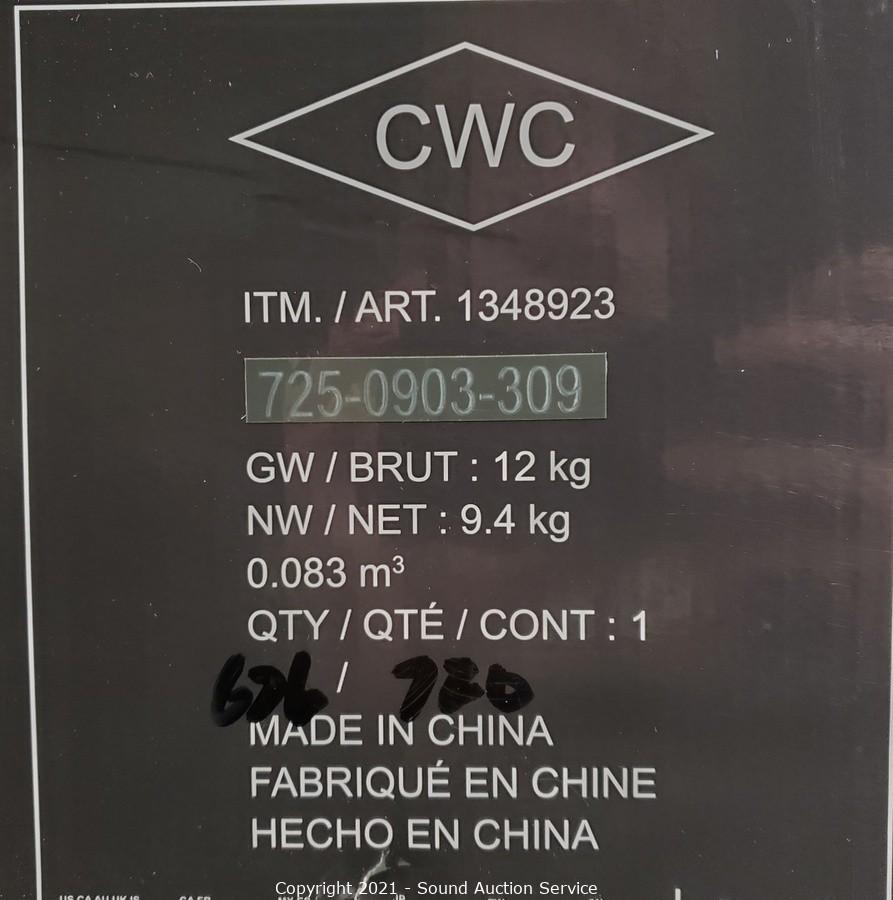 CWC
ITM. / ART. 1348923
725-0903-309
GW / BRUT : 12 kg
NW / NET : 9.4 kg
0.083 m³
QTY / QTÉ / CONT : 1
/ 780
MADE IN CHINA
FABRIQUÉ EN CHINE
HECHO EN CHINA
Copyright 2021 - Sound Auction Service